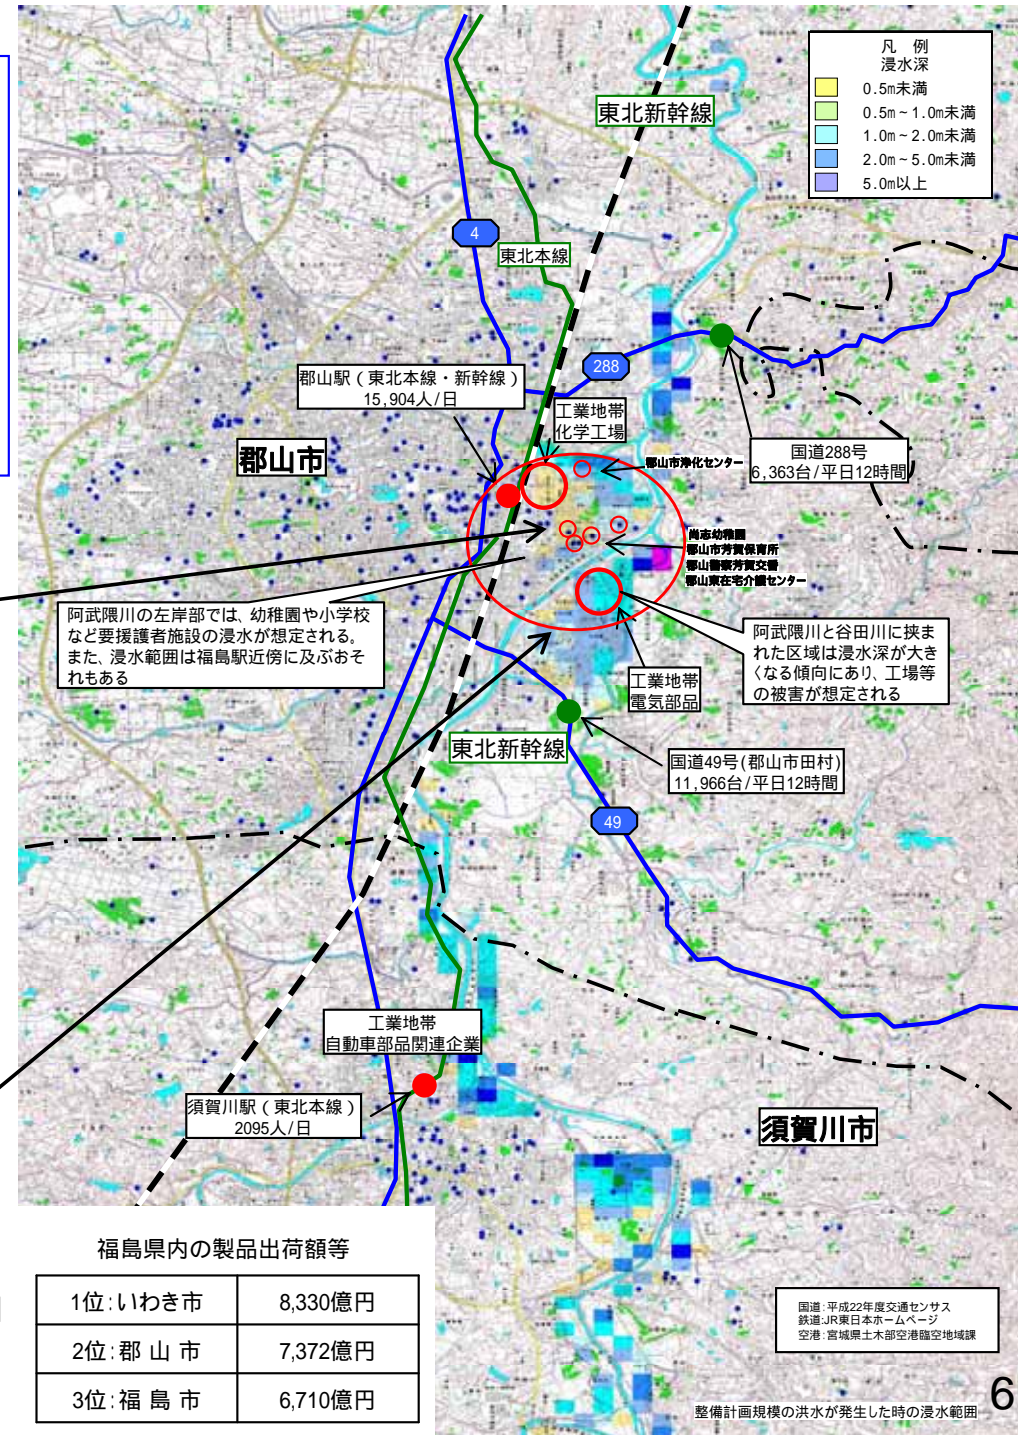 凡　例
浸水深
0.5m未満
0.5m～1.0m未満
1.0m～2.0m未満
2.0m～5.0m未満
5.0m以上
東北新幹線
4
東北本線
288
郡山駅（東北本線・新幹線）
15,904人/日
工業地帯
化学工場
郡山市
国道288号
6,363台/平日12時間
郡山市浄化センター
尚志幼稚園
郡山市芳賀保育所
郡山警察芳賀交番
郡山東在宅介護センター
阿武隈川の左岸部では、幼稚園や小学校
など要援護者施設の浸水が想定される。
また、浸水範囲は福島駅近傍に及ぶおそ
れもある
阿武隈川と谷田川に挟ま
れた区域は浸水深が大き
くなる傾向にあり、工場等
の被害が想定される
工業地帯
電気部品
東北新幹線
国道49号(郡山市田村)
11,966台/平日12時間
49
工業地帯
自動車部品関連企業
須賀川駅（東北本線）
2095人/日
須賀川市
福島県内の製品出荷額等
1位:いわき市 8,330億円
2位:郡 山 市 7,372億円
3位:福 島 市 6,710億円
国道:平成22年度交通センサス
鉄道:JR東日本ホームページ
空港:宮城県土木部空港臨空地域課
整備計画規模の洪水が発生した時の浸水範囲
6